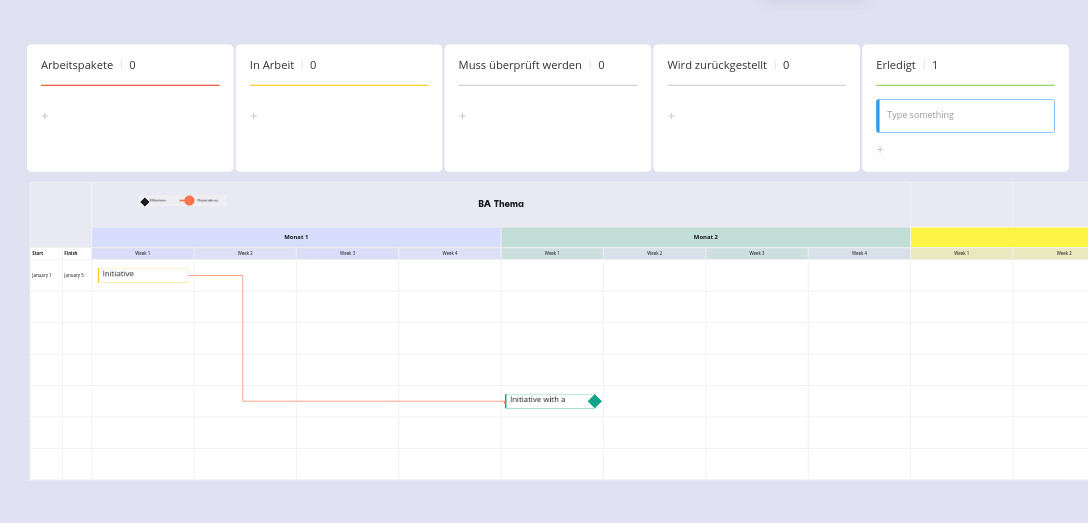 Arbeitspakete 0
In Arbeit 0
Muss überprüft werden 0
Wird zurückgestellt 0
Erledigt 1
Type something
BA Thema
Monat 1
Monat 2
Start Finish Week 1 Week 2 Week 3 Week 4 Week 1 Week 2 Week 3 Week 4 Week 1 Week 2
January 1 January 5 Initiative
Initiative with a